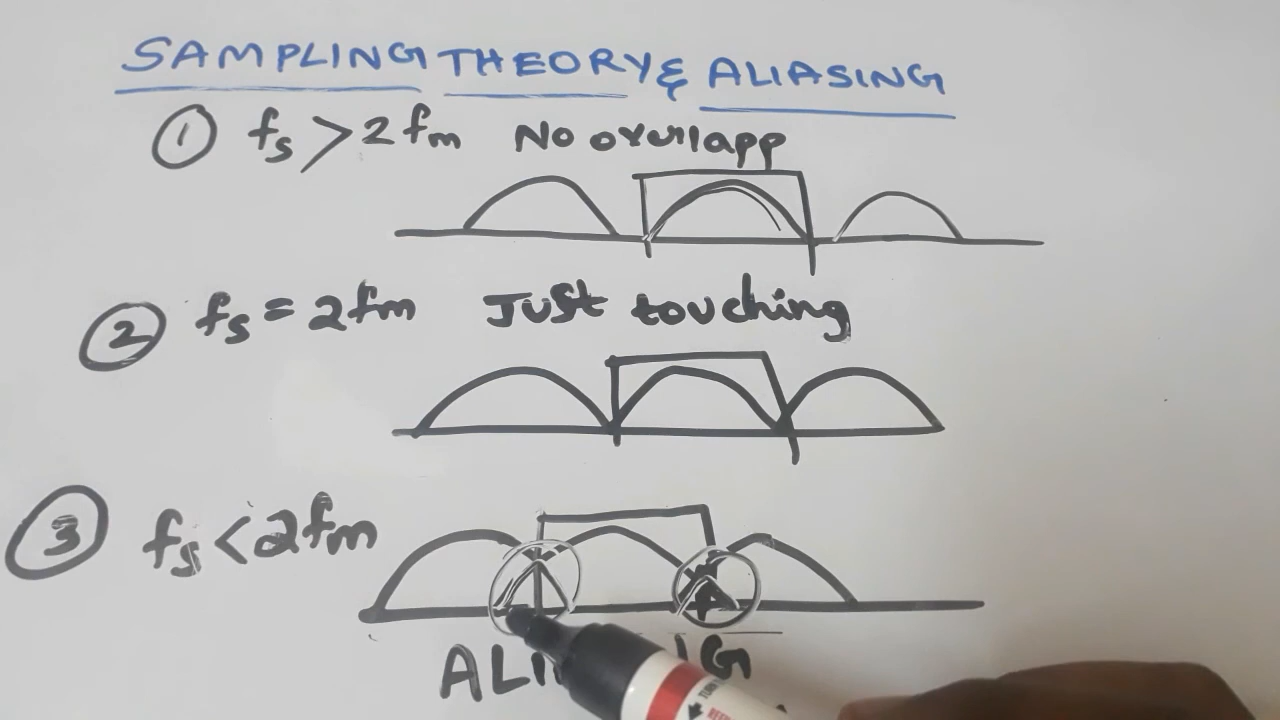 SAMPLING THEORY & ALIASING
① fs > 2fm No overllapp
② fs = 2fm Just touching
③ fs < 2fm